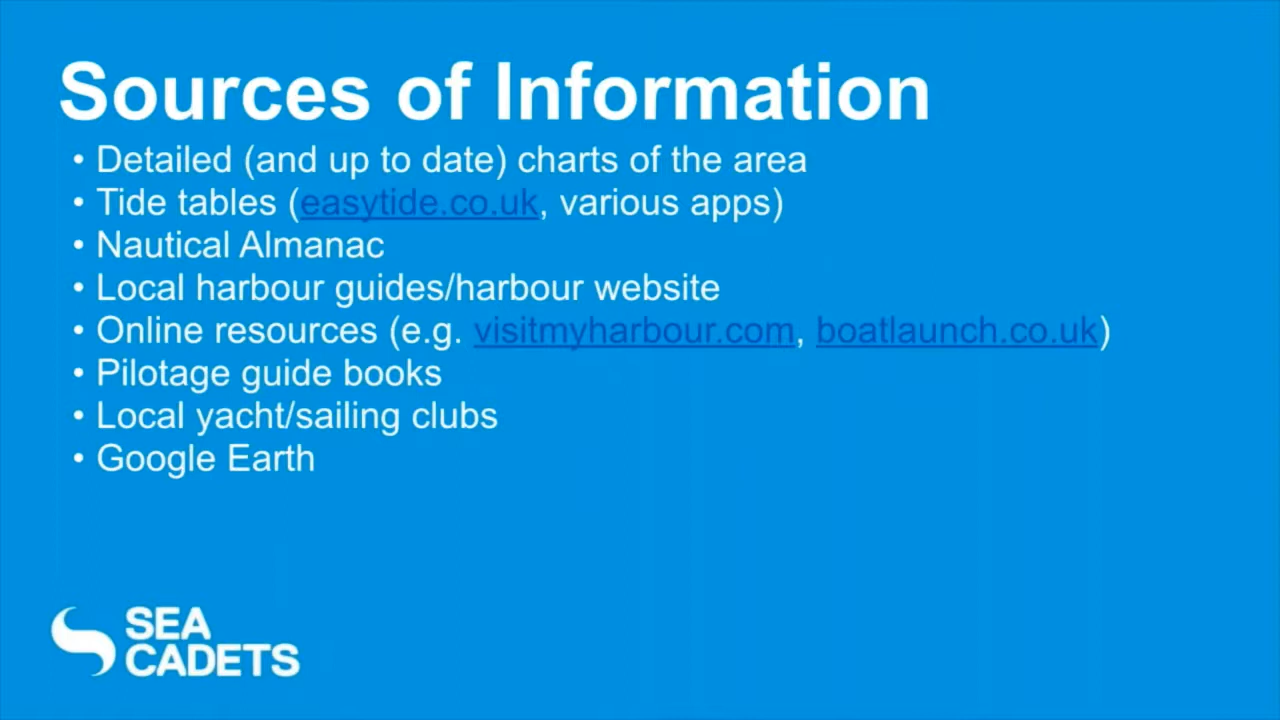 Sources of Information
• Detailed (and up to date) charts of the area
• Tide tables (easytide.co.uk, various apps)
• Nautical Almanac
• Local harbour guides/harbour website
• Online resources (e.g. visitmyharbour.com, boatlaunch.co.uk)
• Pilotage guide books
• Local yacht/sailing clubs
• Google Earth
SEA
CADETS